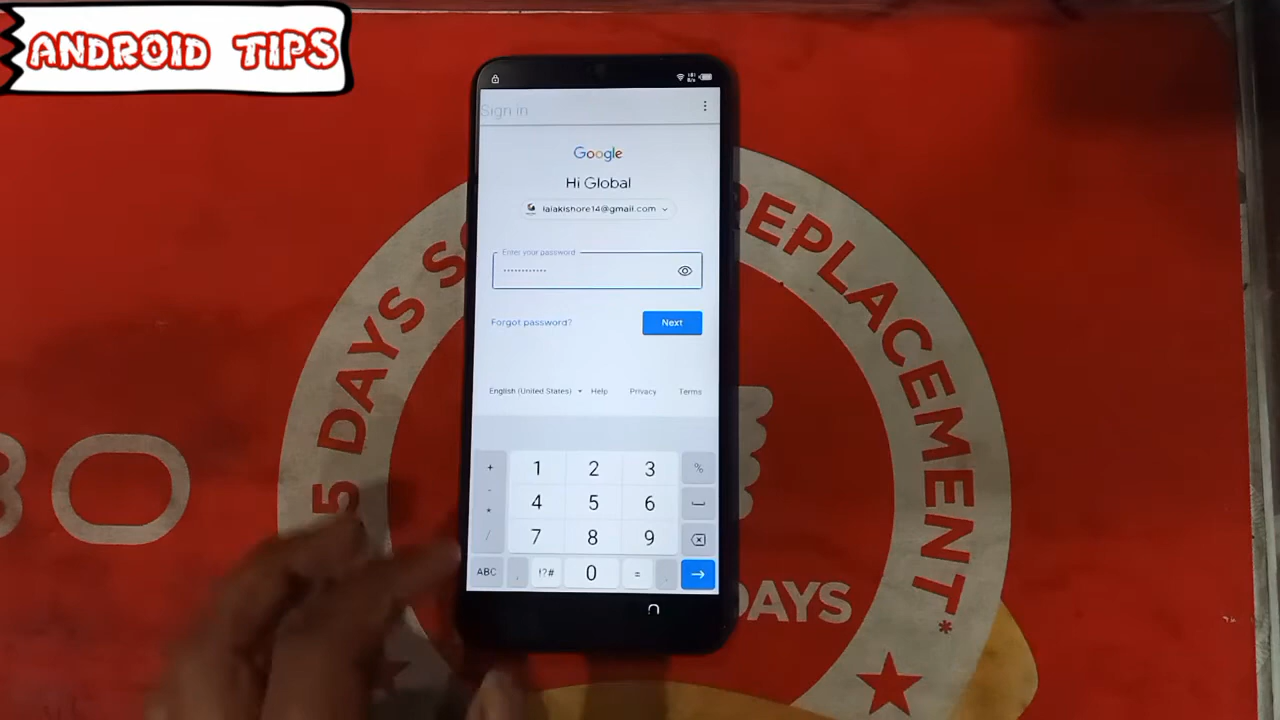 ANDROID TIPS
Sign in
Google
Hi Global
lalakishore14@gmail.com
Enter your password
············
Forgot password?
Next
English (United States)
Help
Privacy
Terms
+ 1 2 3 %
- 4 5 6
*
/ 7 8 9
ABC , !?# 0 = .
5 DAYS
REPLACEMENT*
DAYS